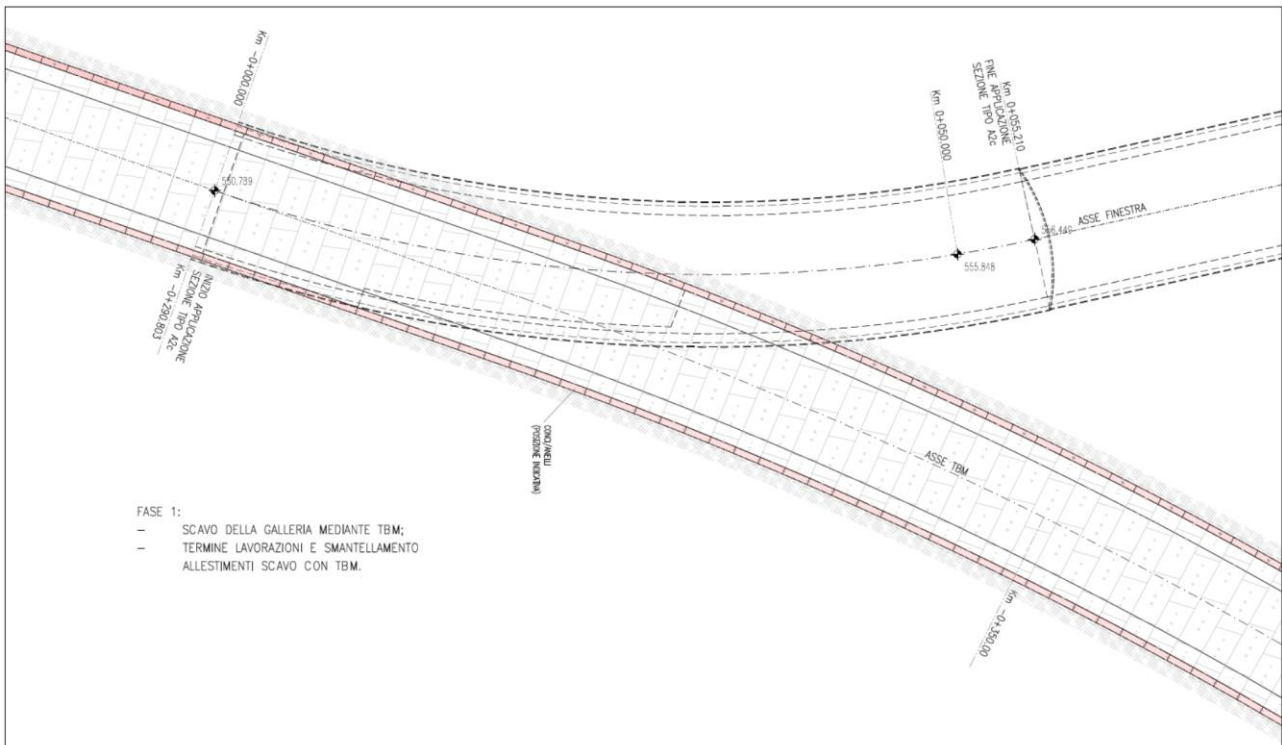 Km -0+000.000
550.789
INIZIO APPLICAZIONE
SEZIONE TIPO A2c
Km -0+290.803
Km 0+050.000
555.848
Km 0+055.210
FINE APPLICAZIONE
SEZIONE TIPO A2c
ASSE FINESTRA
CONCI/ANELLI
(POSIZIONE INDICATIVA)
ASSE TBM
Km -0+350.00
FASE 1:
- SCAVO DELLA GALLERIA MEDIANTE TBM;
- TERMINE LAVORAZIONI E SMANTELLAMENTO
ALLESTIMENTI SCAVO CON TBM.